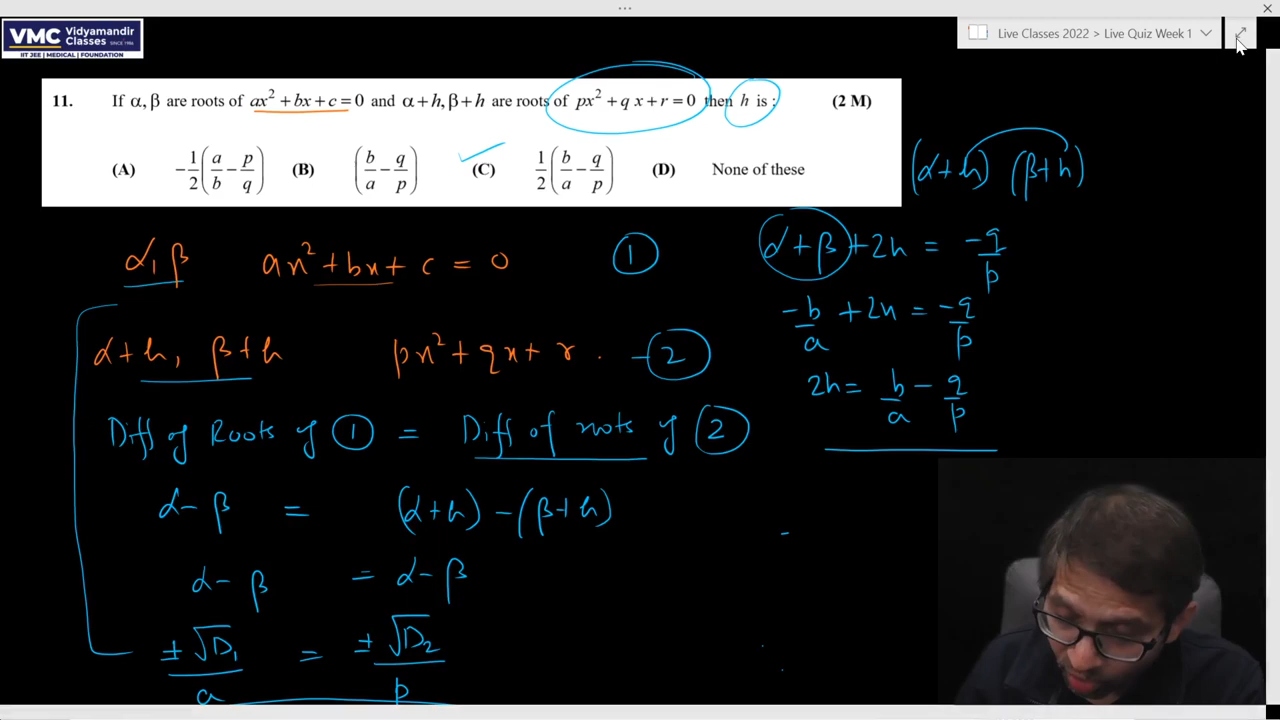 VMC Vidyamandir Classes SINCE 1986
IIT JEE | MEDICAL | FOUNDATION
Live Classes 2022 > Live Quiz Week 1
11. If α, β are roots of ax² + bx + c = 0 and α + h, β + h are roots of px² + q x + r = 0 then h is : (2 M)
(A) −1/2 (a/b − p/q) (B) (b/a − q/p) (C) 1/2 (b/a − q/p) (D) None of these
(α+h) (β+h)
α, β ax² + bx + c = 0 ①
α+β +2h = −q/p
−b/a + 2h = −q/p
2h = b/a − q/p
α+h, β+h px² + qx + r . − ②
Diff of Roots of ① = Diff of roots of ②
α − β = (α+h) − (β+h)
α − β = α − β
± √D₁ / a = ± √D₂ / p